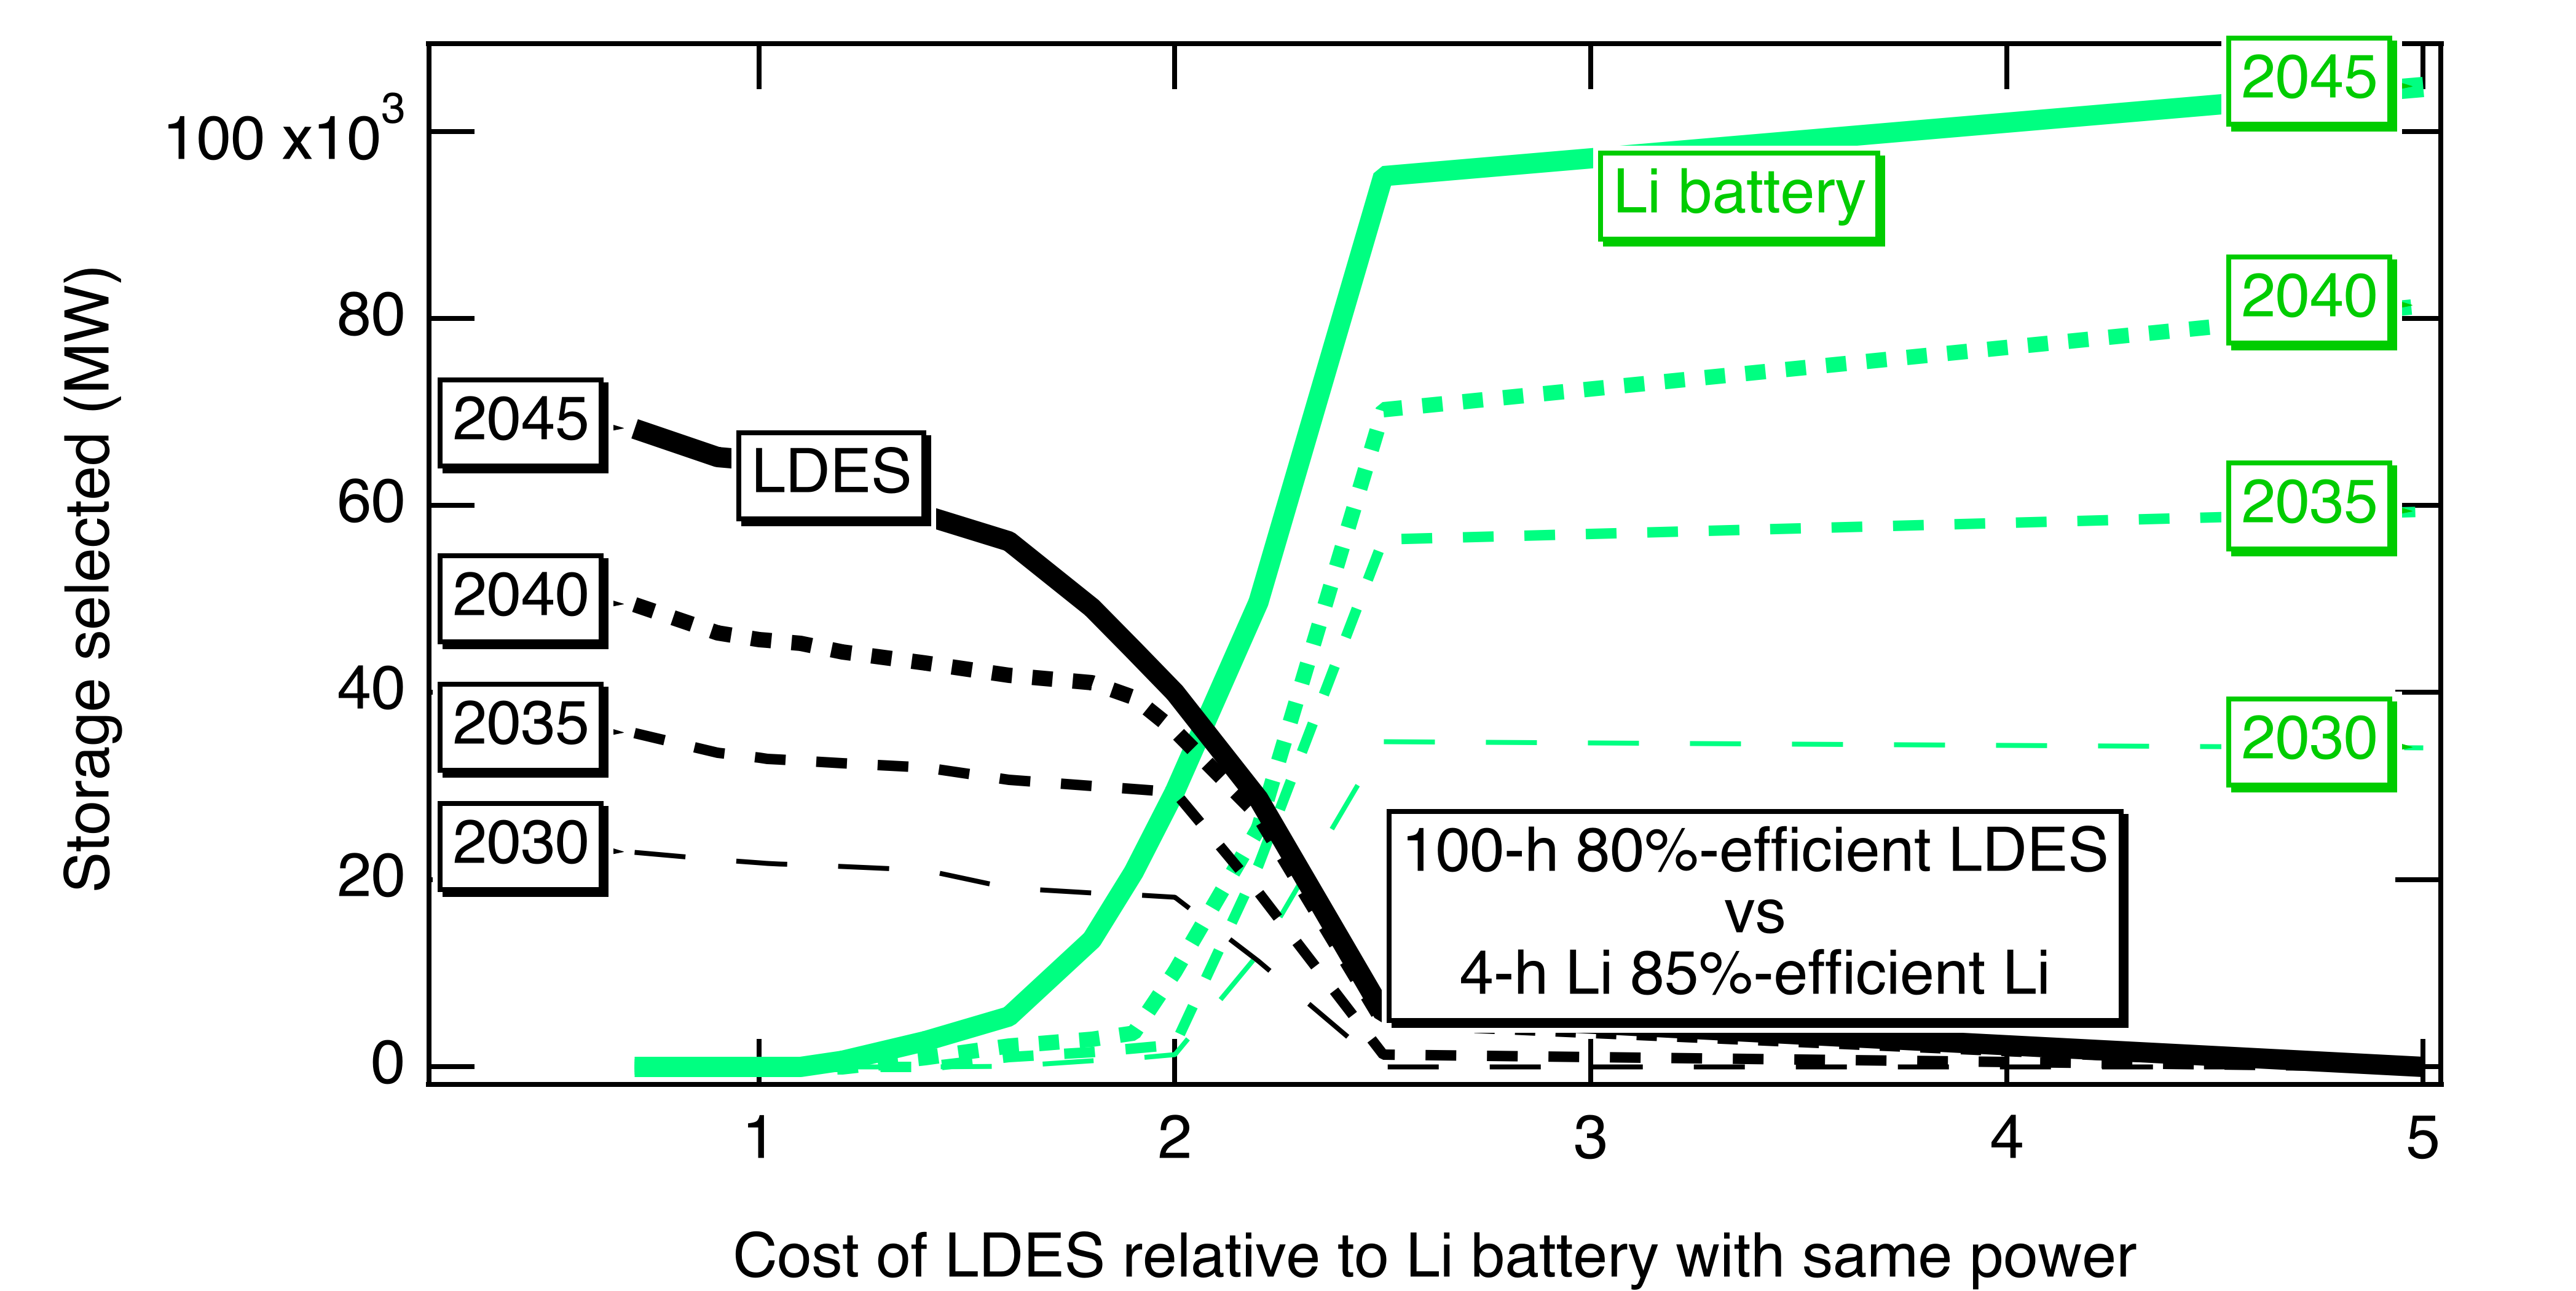 Storage selected (MW)
100 x10³
80
60
40
20
0
2045
LDES
2040
2035
2030
2045
Li battery
2040
2035
2030
100-h 80%-efficient LDES
vs
4-h Li 85%-efficient Li
1 2 3 4 5
Cost of LDES relative to Li battery with same power